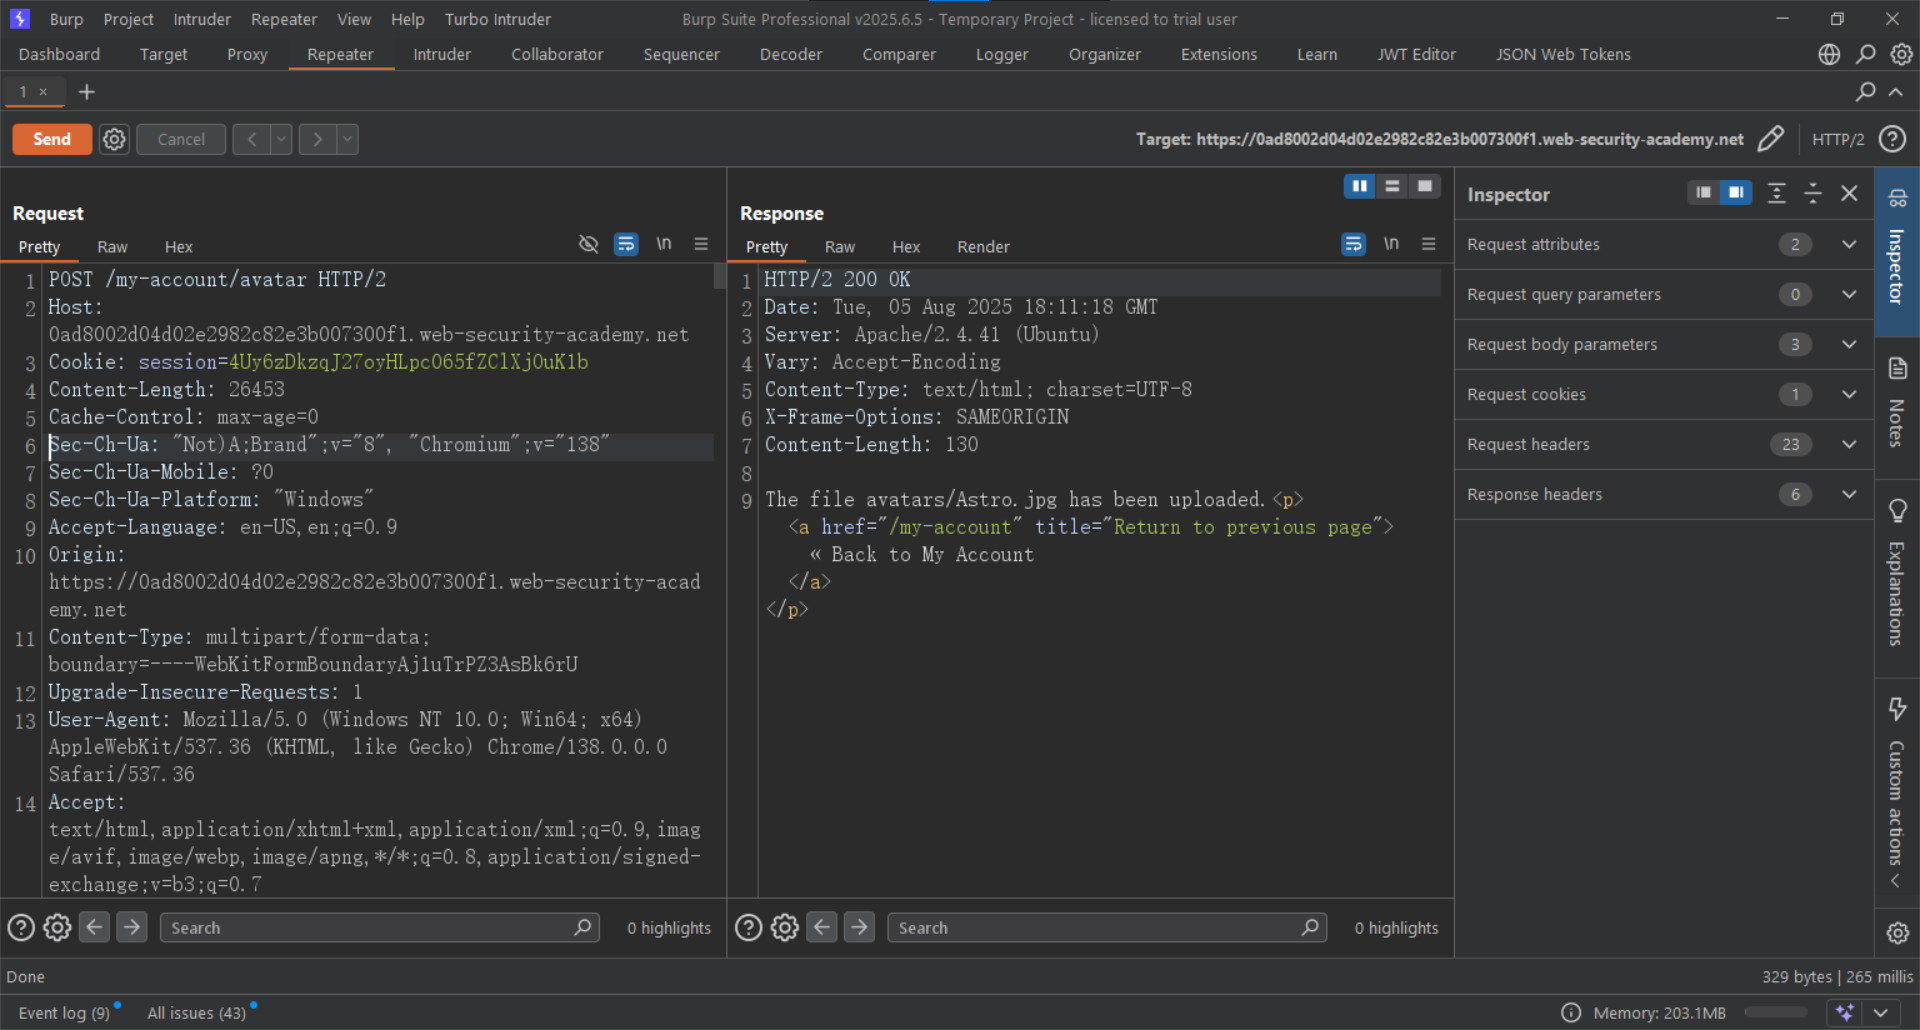 Burp Project Intruder Repeater View Help Turbo Intruder
Burp Suite Professional v2025.6.5 - Temporary Project - licensed to trial user
Dashboard Target Proxy Repeater Intruder Collaborator Sequencer Decoder Comparer Logger Organizer Extensions Learn JWT Editor JSON Web Tokens
1 × +
Send Cancel < >
Target: https://0ad8002d04d02e2982c82e3b007300f1.web-security-academy.net HTTP/2 ?
Request
Pretty Raw Hex \n
1 POST /my-account/avatar HTTP/2
2 Host:
0ad8002d04d02e2982c82e3b007300f1.web-security-academy.net
3 Cookie: session=4Uy6zDkzqJ27oyHLpc065fZClXj0uK1b
4 Content-Length: 26453
5 Cache-Control: max-age=0
6 Sec-Ch-Ua: "Not)A;Brand";v="8", "Chromium";v="138"
7 Sec-Ch-Ua-Mobile: ?0
8 Sec-Ch-Ua-Platform: "Windows"
9 Accept-Language: en-US,en;q=0.9
10 Origin:
https://0ad8002d04d02e2982c82e3b007300f1.web-security-acad
emy.net
11 Content-Type: multipart/form-data;
boundary=----WebKitFormBoundaryAj1uTrPZ3AsBk6rU
12 Upgrade-Insecure-Requests: 1
13 User-Agent: Mozilla/5.0 (Windows NT 10.0; Win64; x64)
AppleWebKit/537.36 (KHTML, like Gecko) Chrome/138.0.0.0
Safari/537.36
14 Accept:
text/html,application/xhtml+xml,application/xml;q=0.9,imag
e/avif,image/webp,image/apng,*/*;q=0.8,application/signed-
exchange;v=b3;q=0.7
Search 0 highlights
Response
Pretty Raw Hex Render \n
1 HTTP/2 200 OK
2 Date: Tue, 05 Aug 2025 18:11:18 GMT
3 Server: Apache/2.4.41 (Ubuntu)
4 Vary: Accept-Encoding
5 Content-Type: text/html; charset=UTF-8
6 X-Frame-Options: SAMEORIGIN
7 Content-Length: 130
8
9 The file avatars/Astro.jpg has been uploaded.<p>
<a href="/my-account" title="Return to previous page">
« Back to My Account
</a>
</p>
Search 0 highlights
Inspector
Request attributes 2
Request query parameters 0
Request body parameters 3
Request cookies 1
Request headers 23
Response headers 6
Inspector
Notes
Explanations
Custom actions
Done
329 bytes | 265 millis
Event log (9) All issues (43)
Memory: 203.1MB